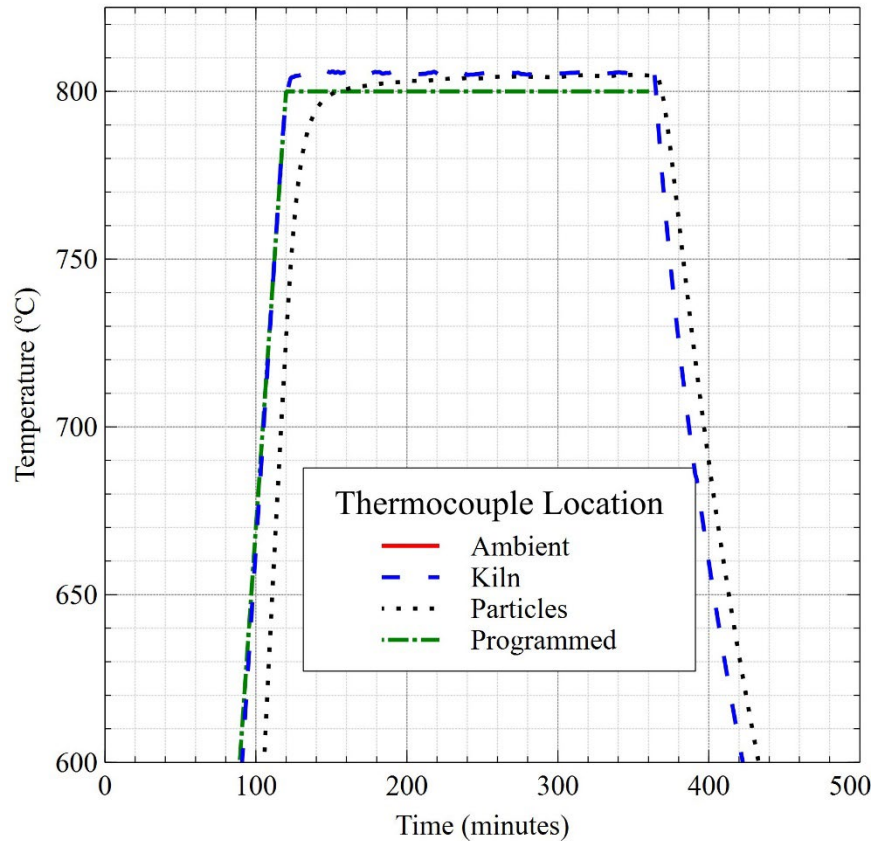 800
750
700
650
600
Temperature (°C)
Thermocouple Location
Ambient
Kiln
Particles
Programmed
0
100
200
300
400
500
Time (minutes)